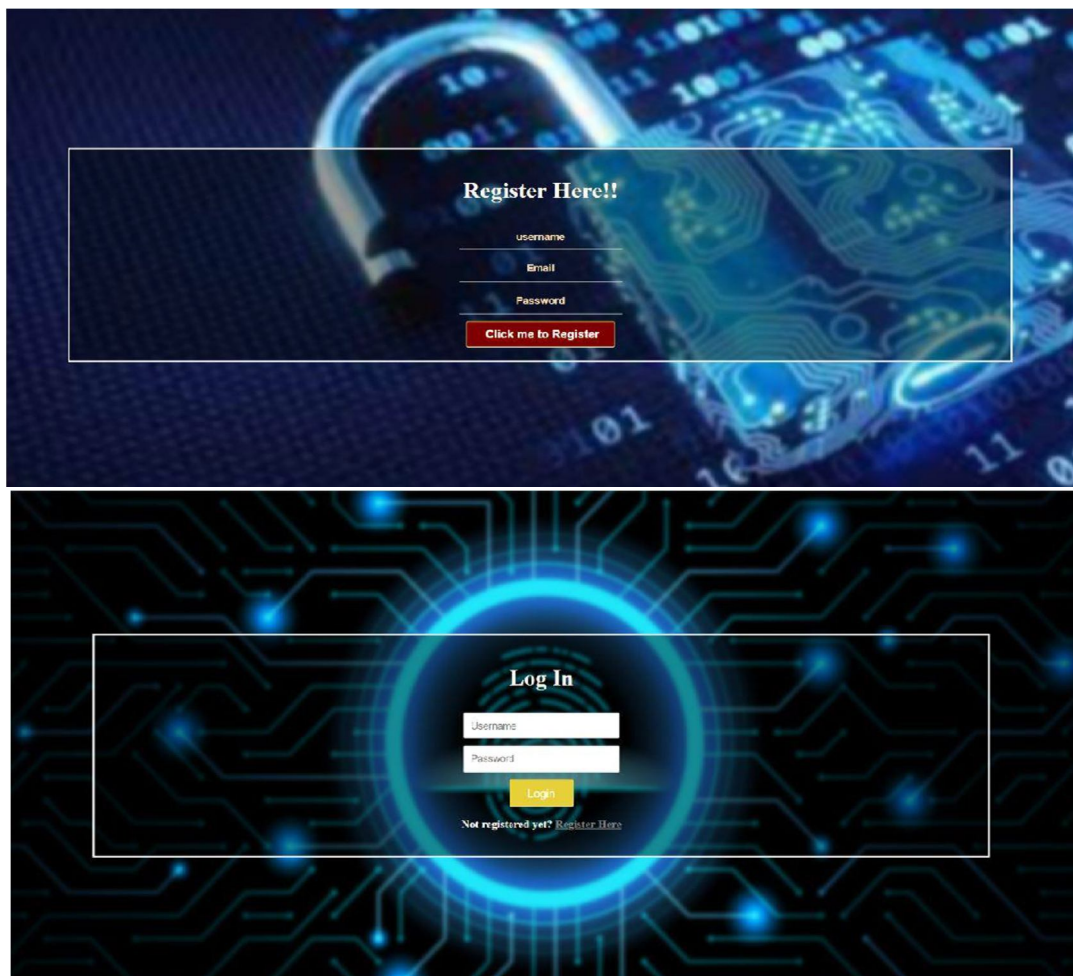 Register Here!!
username
Email
Password
Click me to Register
Log In
Username
Password
Login
Not registered yet? Register Here